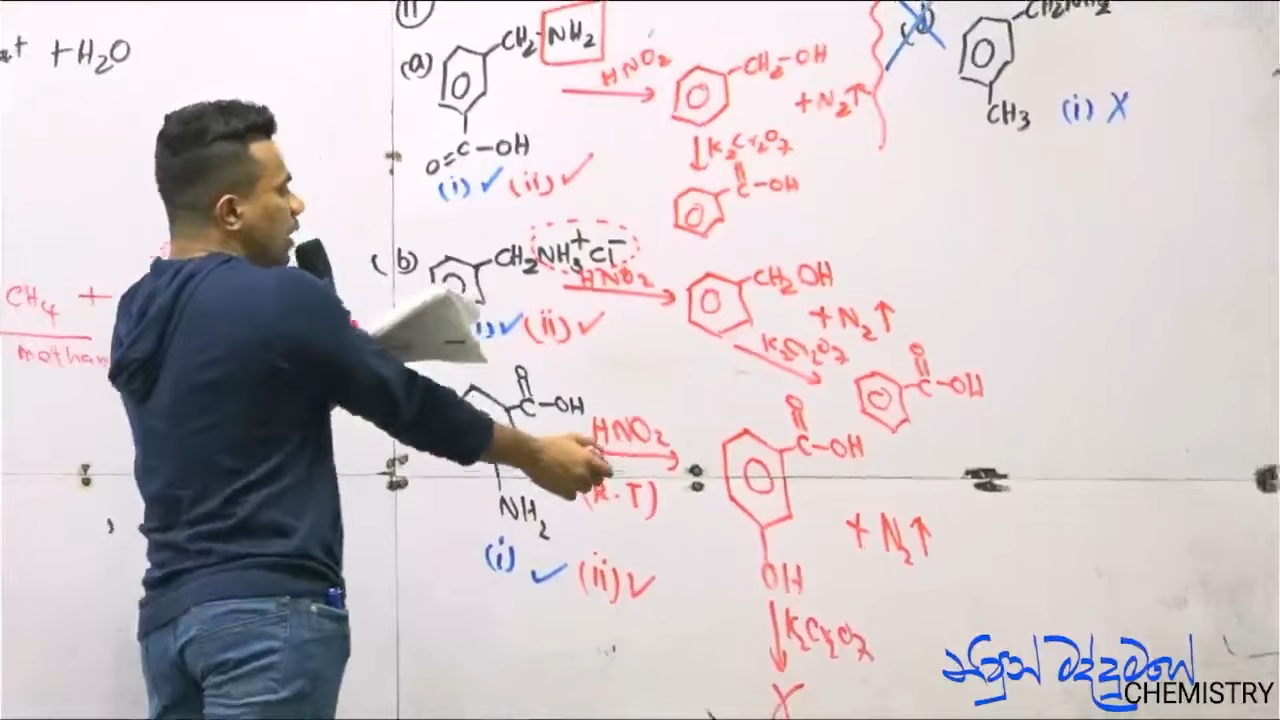 +H2O
(a) CH2-NH2
HNO2
CH2-OH
+N2↑
CH2NH2
CH3 (i) X
O=C-OH
(i) ✓ (ii) ✓
K2Cr2O7
O
C-OH
(b) CH2NH3+Cl-
HNO2
CH2OH
+N2↑
✓ (ii) ✓
K2Cr2O7
O
C-OH
CH4 +
O
C-OH
HNO2
(R.T)
NH2
O
C-OH
+ N2↑
OH
(i) ✓ (ii) ✓
K2Cr2O7
X
CHEMISTRY